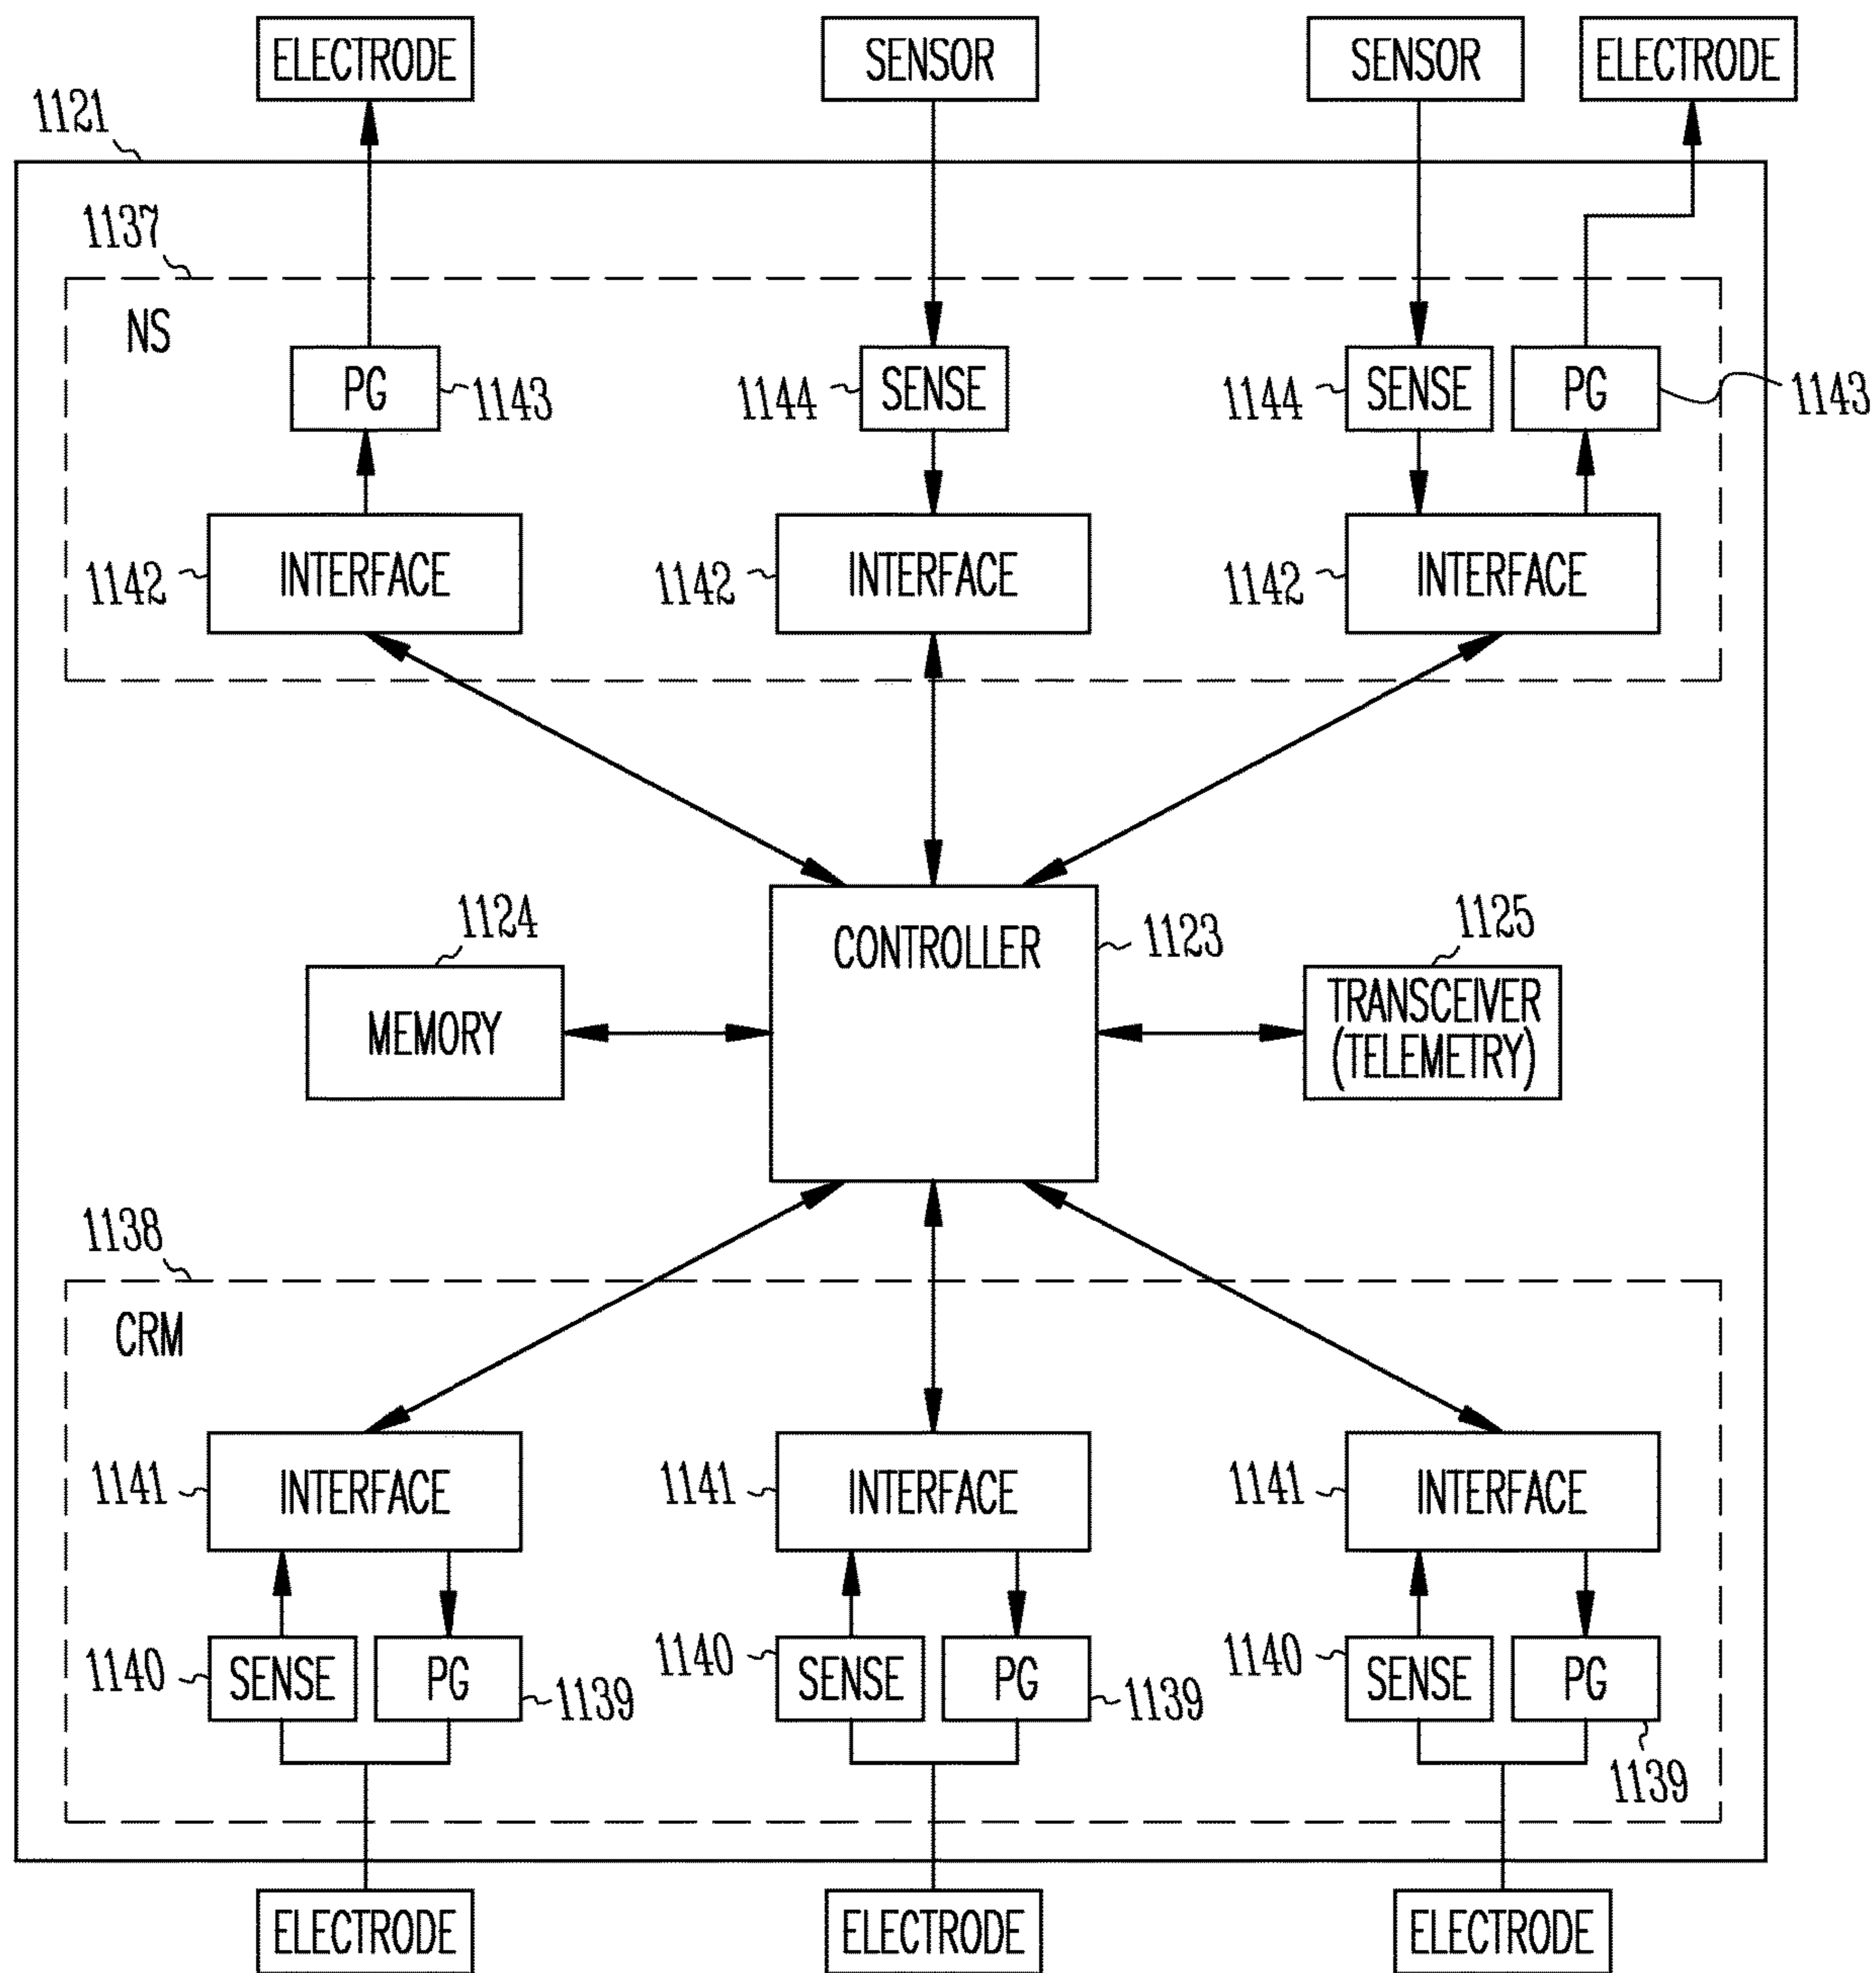 ELECTRODE
SENSOR
SENSOR
ELECTRODE
1121
1137
NS
PG
1143
1144
SENSE
1144
SENSE
PG
1143
1142
INTERFACE
1142
INTERFACE
1142
INTERFACE
1124
MEMORY
CONTROLLER
1123
1125
TRANSCEIVER
(TELEMETRY)
1138
CRM
1141
INTERFACE
1141
INTERFACE
1141
INTERFACE
1140
SENSE
PG
1139
1140
SENSE
PG
1139
1140
SENSE
PG
1139
ELECTRODE
ELECTRODE
ELECTRODE